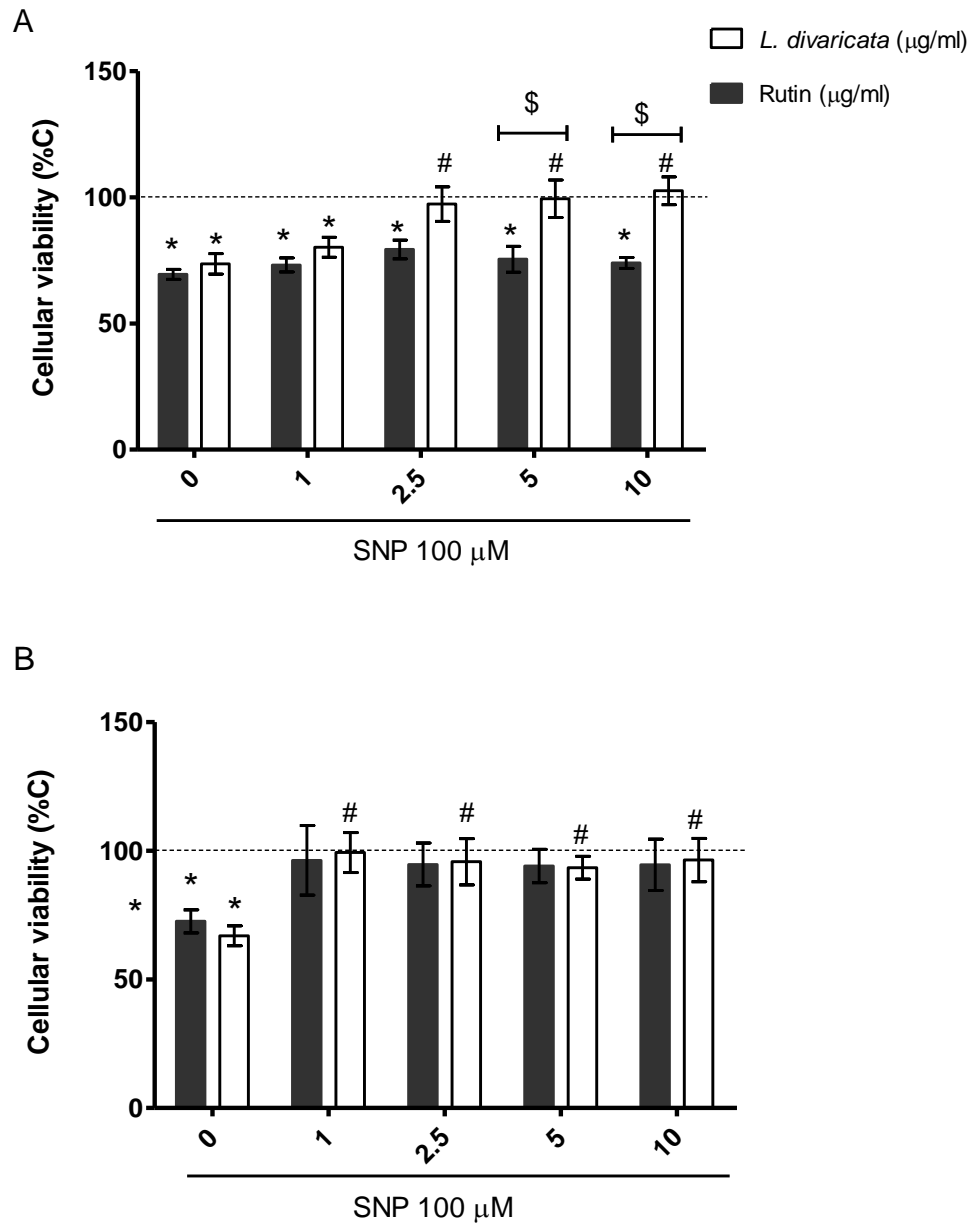 A
L. divaricata (μg/ml)
Rutin (μg/ml)
Cellular viability (%C)
150
100
50
0
* * * * * # * # * #
$ $
0 1 2.5 5 10
SNP 100 μM
B
Cellular viability (%C)
150
100
50
0
*
* * # # # #
0 1 2.5 5 10
SNP 100 μM